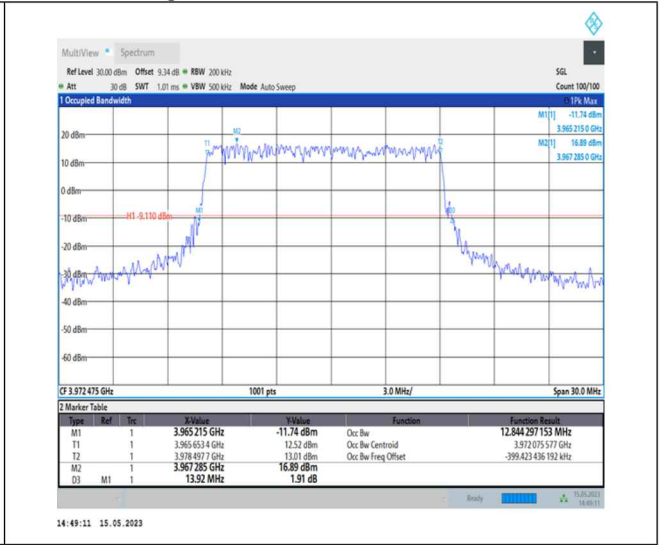 MultiView Spectrum
Ref Level 30.00 dBm Offset 9.34 dB RBW 200 kHz SGL
Att 30 dB SWT 1.01 ms VBW 500 kHz Mode Auto Sweep Count 100/100
1 Occupied Bandwidth 1Pk Max
M1[1] -11.74 dBm
3.965 215 0 GHz
M2[1] 16.89 dBm
3.967 285 0 GHz
M2
T1
T2
20 dBm
10 dBm
0 dBm
M1
H1 -9.110 dBm
-10 dBm
-20 dBm
-30 dBm
-40 dBm
-50 dBm
-60 dBm
CF 3.972 475 GHz 1001 pts 3.0 MHz/ Span 30.0 MHz
2 Marker Table
Type Ref Trc X-Value Y-Value Function Function Result
M1 1 3.965 215 GHz -11.74 dBm Occ Bw 12.844 297 153 MHz
T1 1 3.965 653 4 GHz 12.52 dBm Occ Bw Centroid 3.972 075 577 GHz
T2 1 3.978 497 7 GHz 13.01 dBm Occ Bw Freq Offset -399.423 436 192 kHz
M2 1 3.967 285 GHz 16.89 dBm
D3 M1 1 13.92 MHz 1.91 dB
Ready 15.05.2023
14:49:11
14:49:11 15.05.2023